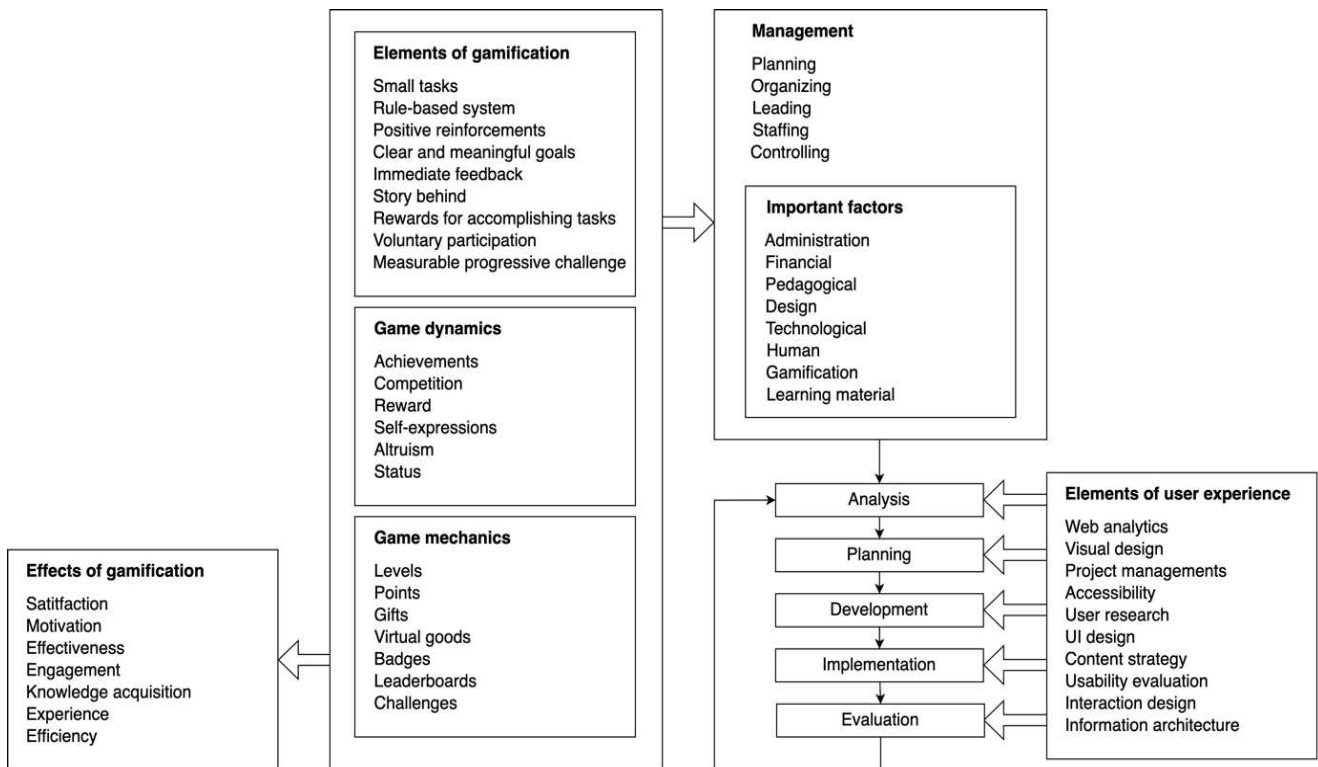 Elements of gamification
Small tasks
Rule-based system
Positive reinforcements
Clear and meaningful goals
Immediate feedback
Story behind
Rewards for accomplishing tasks
Voluntary participation
Measurable progressive challenge
Game dynamics
Achievements
Competition
Reward
Self-expressions
Altruism
Status
Game mechanics
Levels
Points
Gifts
Virtual goods
Badges
Leaderboards
Challenges
Effects of gamification
Satitfaction
Motivation
Effectiveness
Engagement
Knowledge acquisition
Experience
Efficiency
Management
Planning
Organizing
Leading
Staffing
Controlling
Important factors
Administration
Financial
Pedagogical
Design
Technological
Human
Gamification
Learning material
Analysis
Planning
Development
Implementation
Evaluation
Elements of user experience
Web analytics
Visual design
Project managements
Accessibility
User research
UI design
Content strategy
Usability evaluation
Interaction design
Information architecture